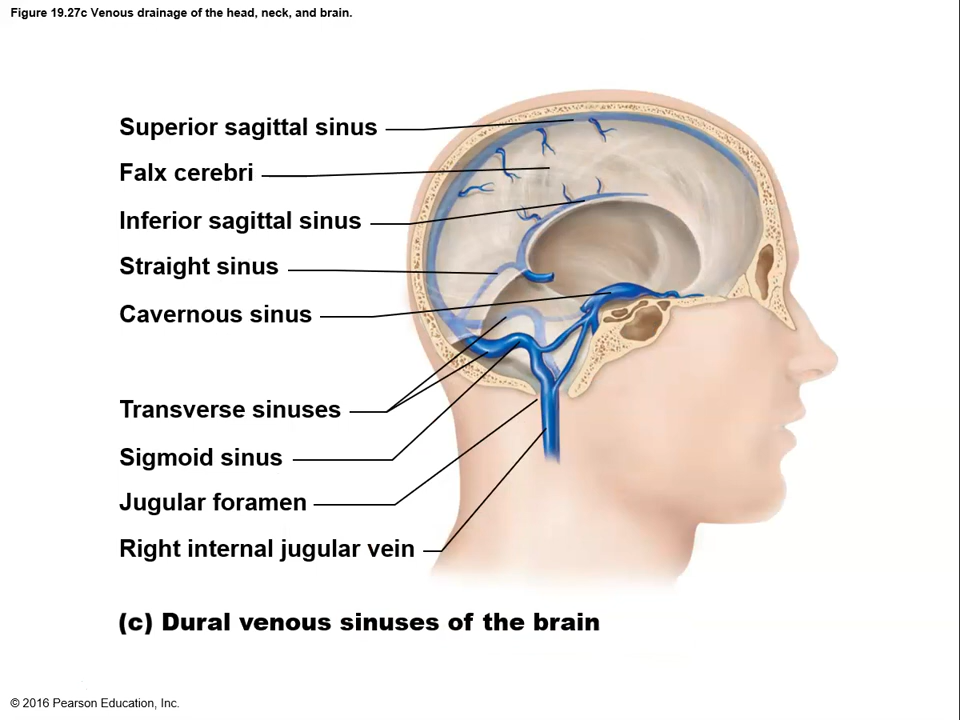 Figure 19.27c Venous drainage of the head, neck, and brain.
Superior sagittal sinus
Falx cerebri
Inferior sagittal sinus
Straight sinus
Cavernous sinus
Transverse sinuses
Sigmoid sinus
Jugular foramen
Right internal jugular vein
(c) Dural venous sinuses of the brain
© 2016 Pearson Education, Inc.